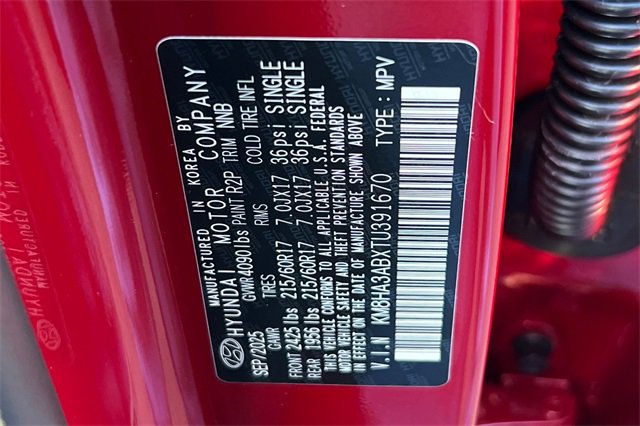 MANUFACTURED IN KOREA BY
HYUNDAI MOTOR COMPANY
SEP/2025 GVWR 4090lbs PAINT R2P TRIM NNB
GAWR TIRES RIMS COLD TIRE INFL
FRONT 2425 lbs 215/60R17 7.0JX17 36psi SINGLE
REAR 1956 lbs 215/60R17 7.0JX17 36psi SINGLE
THIS VEHICLE CONFORMS TO ALL APPLICABLE U.S.A. FEDERAL
MOTOR VEHICLE SAFETY AND THEFT PREVENTION STANDARDS
IN EFFECT ON THE DATE OF MANUFACTURE SHOWN ABOVE
V.I.N KM8HA3ABXTU391670 TYPE : MPV